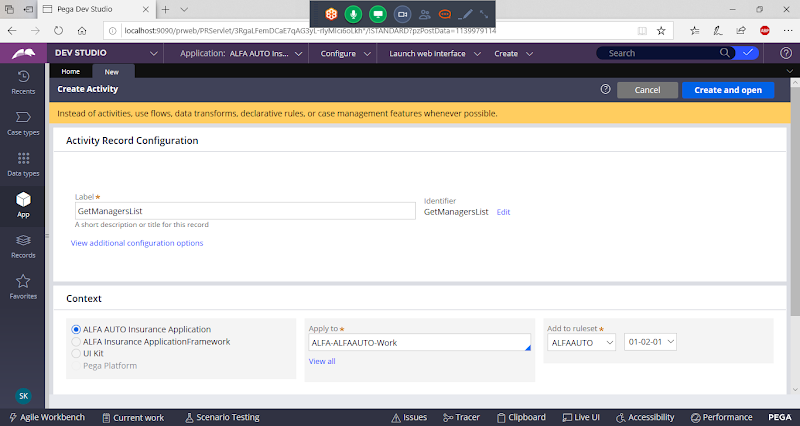 Pega Dev Studio
localhost:9090/prweb/PRServlet/
!STANDARD?pzPostData=1139979114
DEV STUDIO
Application: ALFA AUTO Ins...
Configure
Launch web interface
Create
Search
Recents
Case types
Data types
App
Records
Favorites
SK
Home
New
Create Activity
Cancel
Create and open
Instead of activities, use flows, data transforms, declarative rules, or case management features whenever possible.
Activity Record Configuration
Label★
GetManagersList
A short description or title for this record
Identifier
GetManagersList Edit
View additional configuration options
Context
ALFA AUTO Insurance Application
ALFA Insurance ApplicationFramework
UI Kit
Pega Platform
Apply to★
ALFA-ALFAAUTO-Work
View all
Add to ruleset★
ALFAAUTO
01-02-01
Agile Workbench
Current work
Scenario Testing
Issues
Tracer
Clipboard
Live UI
Accessibility
Performance
PEGA